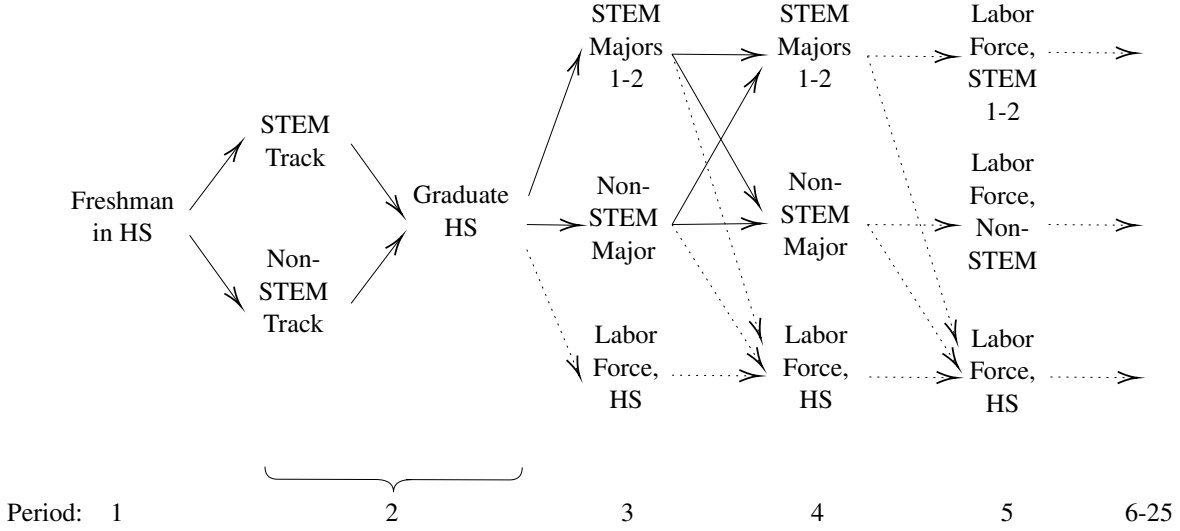 Freshman
in HS
STEM
Track
Non-
STEM
Track
Graduate
HS
STEM
Majors
1-2
Non-
STEM
Major
Labor
Force,
HS
STEM
Majors
1-2
Non-
STEM
Major
Labor
Force,
HS
Labor
Force,
STEM
1-2
Labor
Force,
Non-
STEM
Labor
Force,
HS
Period: 1 2 3 4 5 6-25